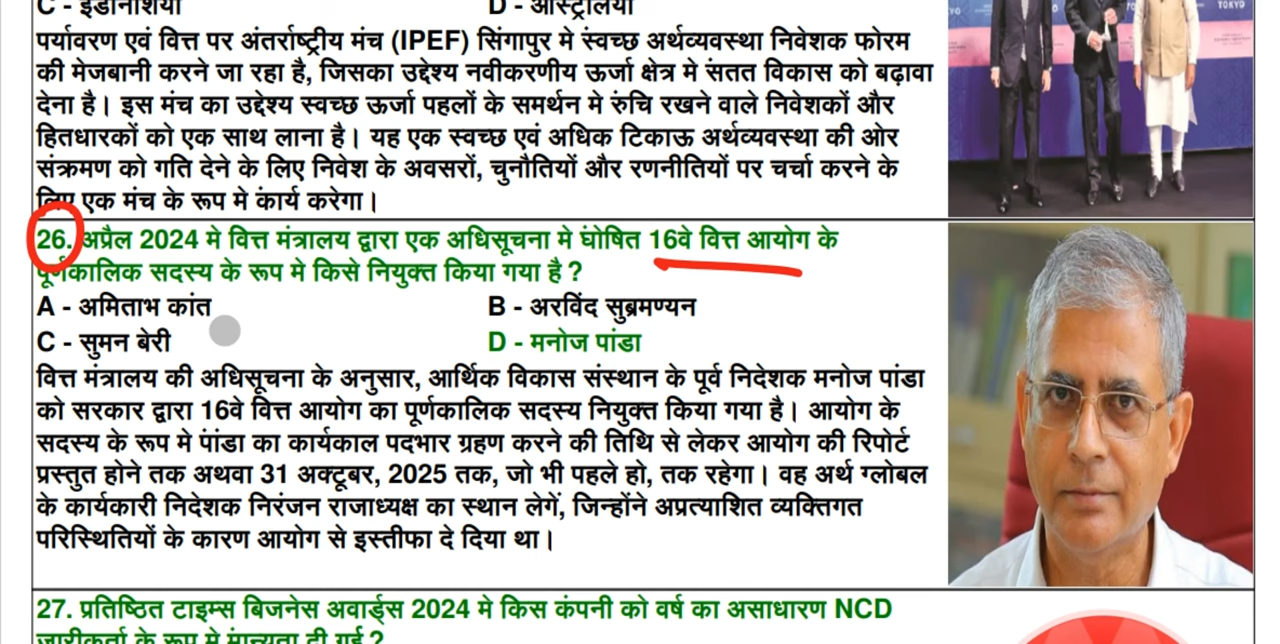 C - इंडोनेशिया D - ऑस्ट्रेलिया
TOKYO TOKYO
पर्यावरण एवं वित्त पर अंतर्राष्ट्रीय मंच (IPEF) सिंगापुर मे स्वच्छ अर्थव्यवस्था निवेशक फोरम
की मेजबानी करने जा रहा है, जिसका उद्देश्य नवीकरणीय ऊर्जा क्षेत्र मे सतत विकास को बढ़ावा
देना है। इस मंच का उद्देश्य स्वच्छ ऊर्जा पहलों के समर्थन मे रुचि रखने वाले निवेशकों और
हितधारकों को एक साथ लाना है। यह एक स्वच्छ एवं अधिक टिकाऊ अर्थव्यवस्था की ओर
संक्रमण को गति देने के लिए निवेश के अवसरों, चुनौतियों और रणनीतियों पर चर्चा करने के
लिए एक मंच के रूप मे कार्य करेगा।
26. अप्रैल 2024 मे वित्त मंत्रालय द्वारा एक अधिसूचना मे घोषित 16वे वित्त आयोग के
पूर्णकालिक सदस्य के रूप मे किसे नियुक्त किया गया है ?
A - अमिताभ कांत B - अरविंद सुब्रमण्यन
C - सुमन बेरी D - मनोज पांडा
वित्त मंत्रालय की अधिसूचना के अनुसार, आर्थिक विकास संस्थान के पूर्व निदेशक मनोज पांडा
को सरकार द्वारा 16वे वित्त आयोग का पूर्णकालिक सदस्य नियुक्त किया गया है। आयोग के
सदस्य के रूप मे पांडा का कार्यकाल पदभार ग्रहण करने की तिथि से लेकर आयोग की रिपोर्ट
प्रस्तुत होने तक अथवा 31 अक्टूबर, 2025 तक, जो भी पहले हो, तक रहेगा। वह अर्थ ग्लोबल
के कार्यकारी निदेशक निरंजन राजाध्यक्ष का स्थान लेगें, जिन्होंने अप्रत्याशित व्यक्तिगत
परिस्थितियों के कारण आयोग से इस्तीफा दे दिया था।
27. प्रतिष्ठित टाइम्स बिजनेस अवार्ड्स 2024 मे किस कंपनी को वर्ष का असाधारण NCD
जारीकर्ता के रूप मे मान्यता दी गई ?